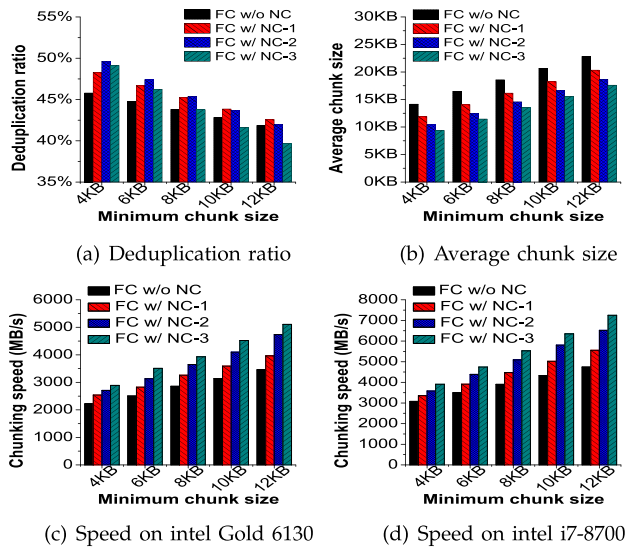 55%
50%
45%
40%
35%
Deduplication ratio
FC w/o NC
FC w/ NC-1
FC w/ NC-2
FC w/ NC-3
4KB
6KB
8KB
10KB
12KB
Minimum chunk size
(a) Deduplication ratio
30KB
25KB
20KB
15KB
10KB
5KB
0KB
Average chunk size
FC w/o NC
FC w/ NC-1
FC w/ NC-2
FC w/ NC-3
4KB
6KB
8KB
10KB
12KB
Minimum chunk size
(b) Average chunk size
6000
5000
4000
3000
2000
1000
0
Chunking speed (MB/s)
FC w/o NC
FC w/ NC-1
FC w/ NC-2
FC w/ NC-3
4KB
6KB
8KB
10KB
12KB
Minimum chunk size
(c) Speed on intel Gold 6130
8000
7000
6000
5000
4000
3000
2000
1000
0
Chunking speed (MB/s)
FC w/o NC
FC w/ NC-1
FC w/ NC-2
FC w/ NC-3
4KB
6KB
8KB
10KB
12KB
Minimum chunk size
(d) Speed on intel i7-8700